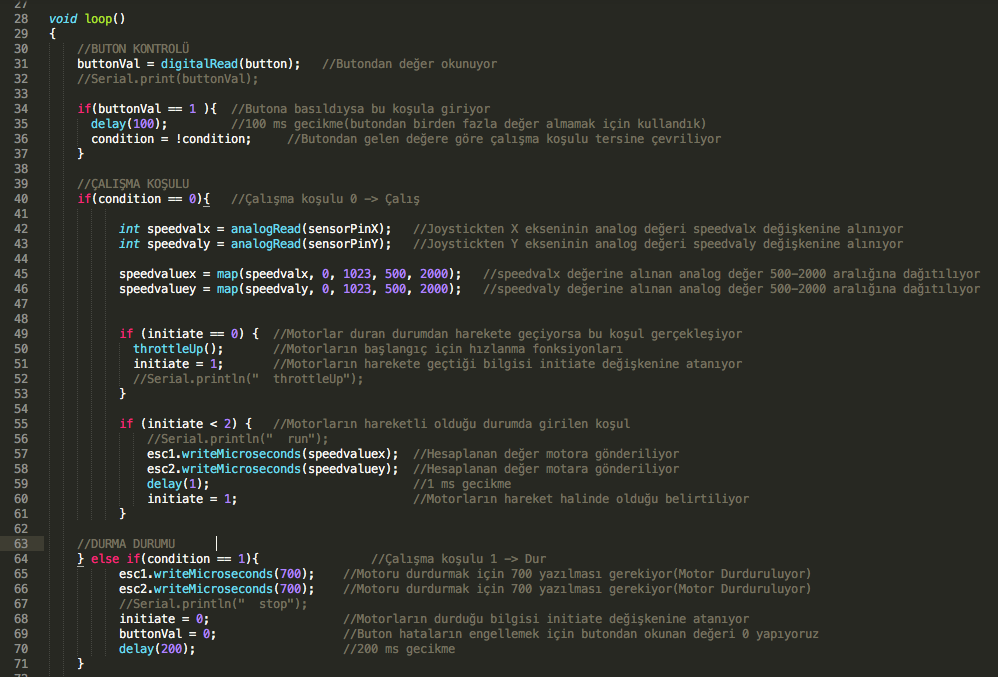 27
28 void loop()
29 {
30 //BUTON KONTROLÜ
31 buttonVal = digitalRead(button); //Butondan değer okunuyor
32 //Serial.print(buttonVal);
33
34 if(buttonVal == 1 ){ //Butona basıldıysa bu koşula giriyor
35 delay(100); //100 ms gecikme(butondan birden fazla değer almamak için kullandık)
36 condition = !condition; //Butondan gelen değere göre çalışma koşulu tersine çevriliyor
37 }
38
39 //ÇALIŞMA KOŞULU
40 if(condition == 0){ //Çalışma koşulu 0 -> Çalış
41
42 int speedvalx = analogRead(sensorPinX); //Joystickten X ekseninin analog değeri speedvalx değişkenine alınıyor
43 int speedvaly = analogRead(sensorPinY); //Joystickten Y ekseninin analog değeri speedvaly değişkenine alınıyor
44
45 speedvaluex = map(speedvalx, 0, 1023, 500, 2000); //speedvalx değerine alınan analog değer 500-2000 aralığına dağıtılıyor
46 speedvaluey = map(speedvaly, 0, 1023, 500, 2000); //speedvaly değerine alınan analog değer 500-2000 aralığına dağıtılıyor
47
48
49 if (initiate == 0) { //Motorlar duran durumdan harekete geçiyorsa bu koşul gerçekleşiyor
50 throttleUp(); //Motorların başlangıç için hızlanma fonksiyonları
51 initiate = 1; //Motorların harekete geçtiği bilgisi initiate değişkenine atanıyor
52 //Serial.println(" throttleUp");
53 }
54
55 if (initiate < 2) { //Motorların hareketli olduğu durumda girilen koşul
56 //Serial.println(" run");
57 esc1.writeMicroseconds(speedvaluex); //Hesaplanan değer motora gönderiliyor
58 esc2.writeMicroseconds(speedvaluey); //Hesaplanan değer motara gönderiliyor
59 delay(1); //1 ms gecikme
60 initiate = 1; //Motorların hareket halinde olduğu belirtiliyor
61 }
62
63 //DURMA DURUMU
64 } else if(condition == 1){ //Çalışma koşulu 1 -> Dur
65 esc1.writeMicroseconds(700); //Motoru durdurmak için 700 yazılması gerekiyor(Motor Durduruluyor)
66 esc2.writeMicroseconds(700); //Motoru durdurmak için 700 yazılması gerekiyor(Motor Durduruluyor)
67 //Serial.println(" stop");
68 initiate = 0; //Motorların durduğu bilgisi initiate değişkenine atanıyor
69 buttonVal = 0; //Buton hataların engellemek için butondan okunan değeri 0 yapıyoruz
70 delay(200); //200 ms gecikme
71 }